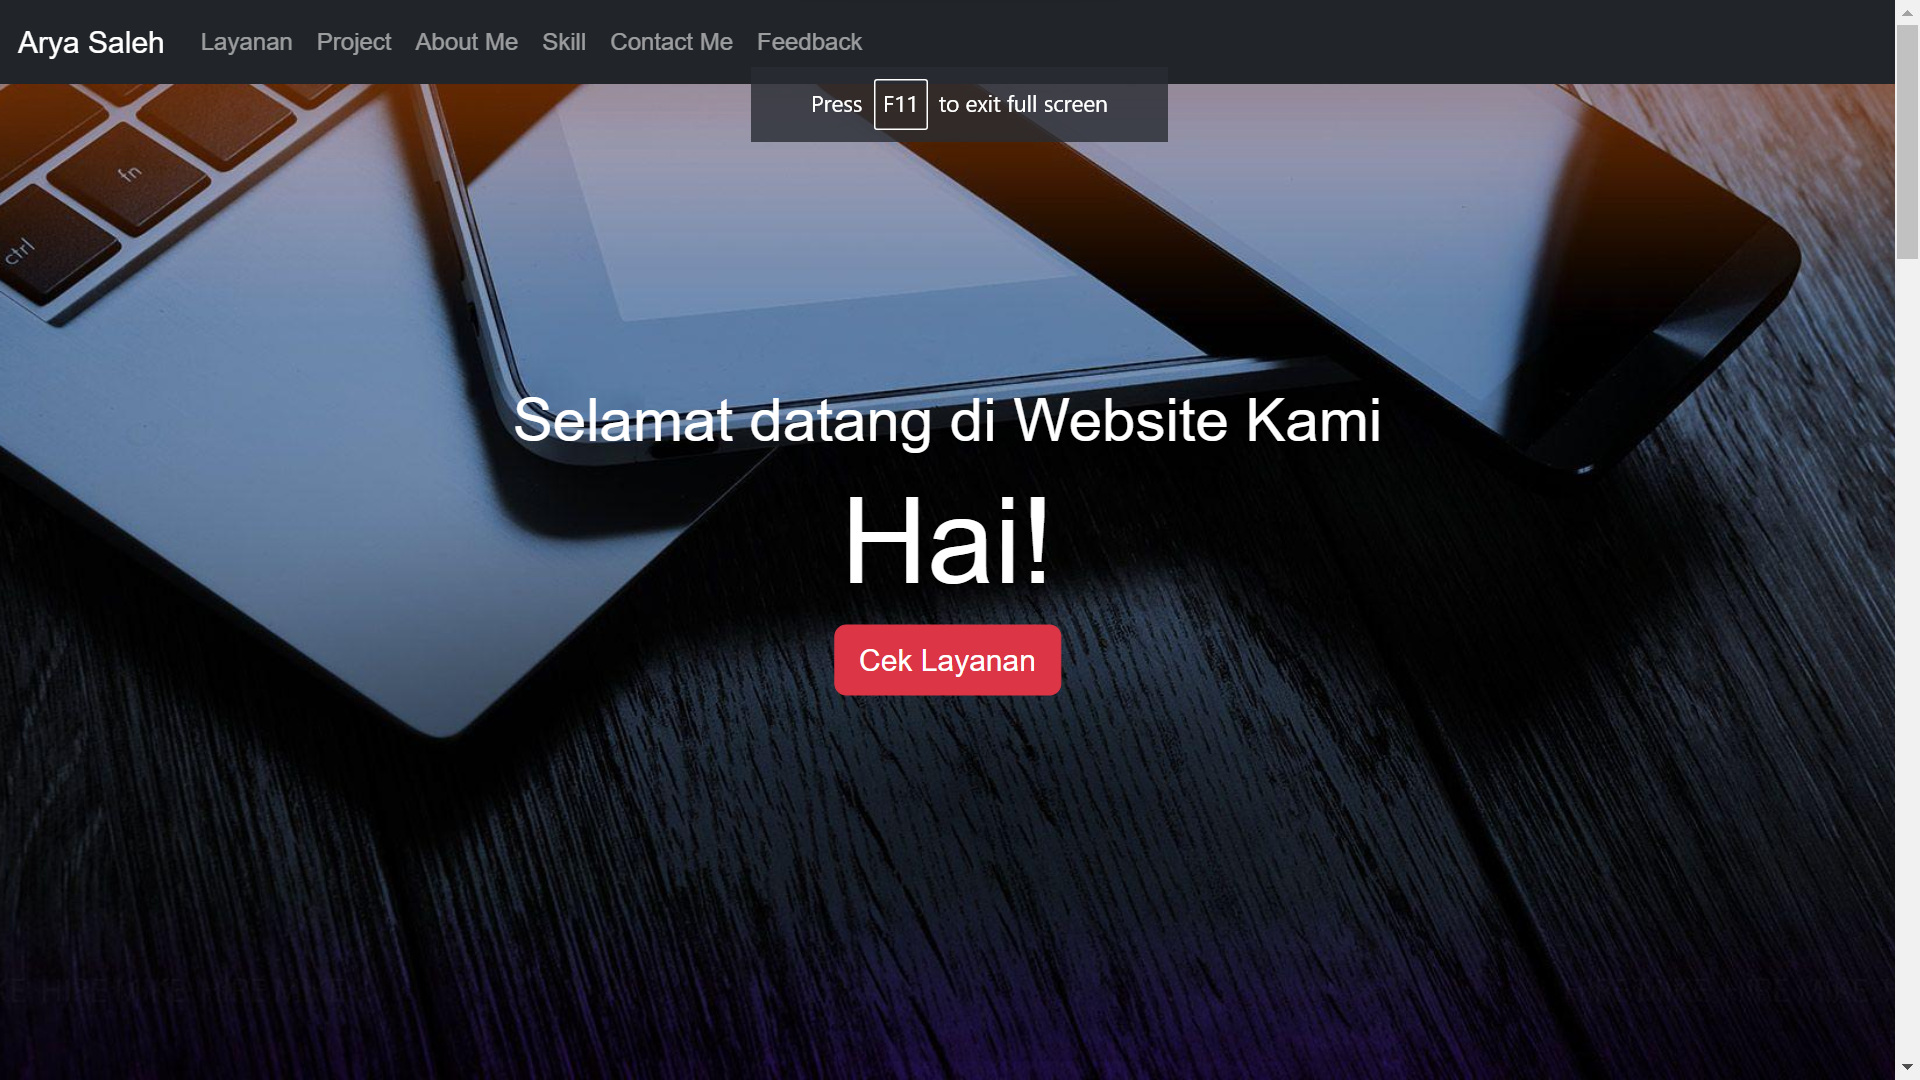 Arya Saleh Layanan Project About Me Skill Contact Me Feedback
Press F11 to exit full screen
fn
ctrl
Selamat datang di Website Kami
Hai!
Cek Layanan